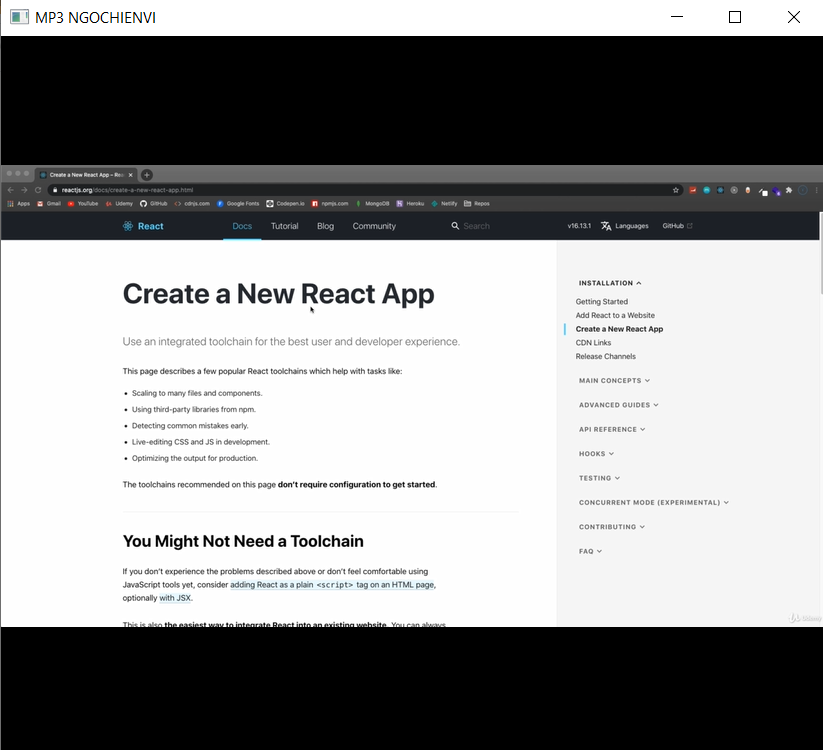 MP3 NGOCHIENVI
Create a New React App – Rea
reactjs.org/docs/create-a-new-react-app.html
Apps Gmail YouTube Udemy GitHub cdnjs.com Google Fonts Codepen.io npmjs.com MongoDB Heroku Netlify Repos
React Docs Tutorial Blog Community Search v16.13.1 Languages GitHub
Create a New React App
Use an integrated toolchain for the best user and developer experience.
This page describes a few popular React toolchains which help with tasks like:
• Scaling to many files and components.
• Using third-party libraries from npm.
• Detecting common mistakes early.
• Live-editing CSS and JS in development.
• Optimizing the output for production.
The toolchains recommended on this page don't require configuration to get started.
You Might Not Need a Toolchain
If you don't experience the problems described above or don't feel comfortable using
JavaScript tools yet, consider adding React as a plain <script> tag on an HTML page,
optionally with JSX.
This is also the easiest way to integrate React into an existing website. You can always
INSTALLATION
Getting Started
Add React to a Website
Create a New React App
CDN Links
Release Channels
MAIN CONCEPTS
ADVANCED GUIDES
API REFERENCE
HOOKS
TESTING
CONCURRENT MODE (EXPERIMENTAL)
CONTRIBUTING
FAQ
Udemy